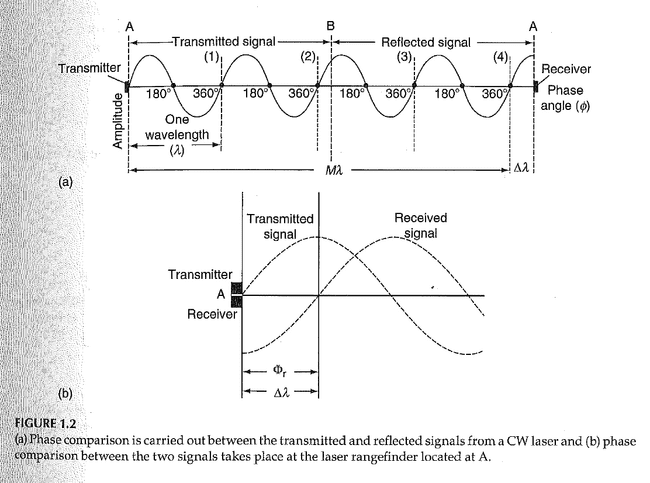 A B A
Transmitted signal Reflected signal
Transmitter (1) (2) (3) (4) Receiver
180° 360° 180° 360° 180° 360° 180° 360° Phase
angle (ϕ)
Amplitude
One
wavelength
(λ)
Mλ Δλ
(a)
Transmitted Received
signal signal
Transmitter
A
Receiver
Φr
Δλ
(b)
FIGURE 1.2
(a) Phase comparison is carried out between the transmitted and reflected signals from a CW laser and (b) phase
comparison between the two signals takes place at the laser rangefinder located at A.